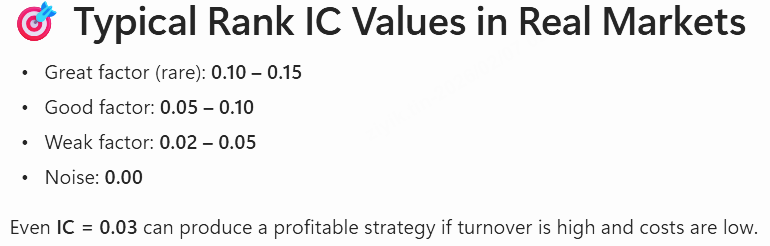 🎯 Typical Rank IC Values in Real Markets
• Great factor (rare): 0.10 – 0.15
• Good factor: 0.05 – 0.10
• Weak factor: 0.02 – 0.05
• Noise: 0.00
Even IC = 0.03 can produce a profitable strategy if turnover is high and costs are low.